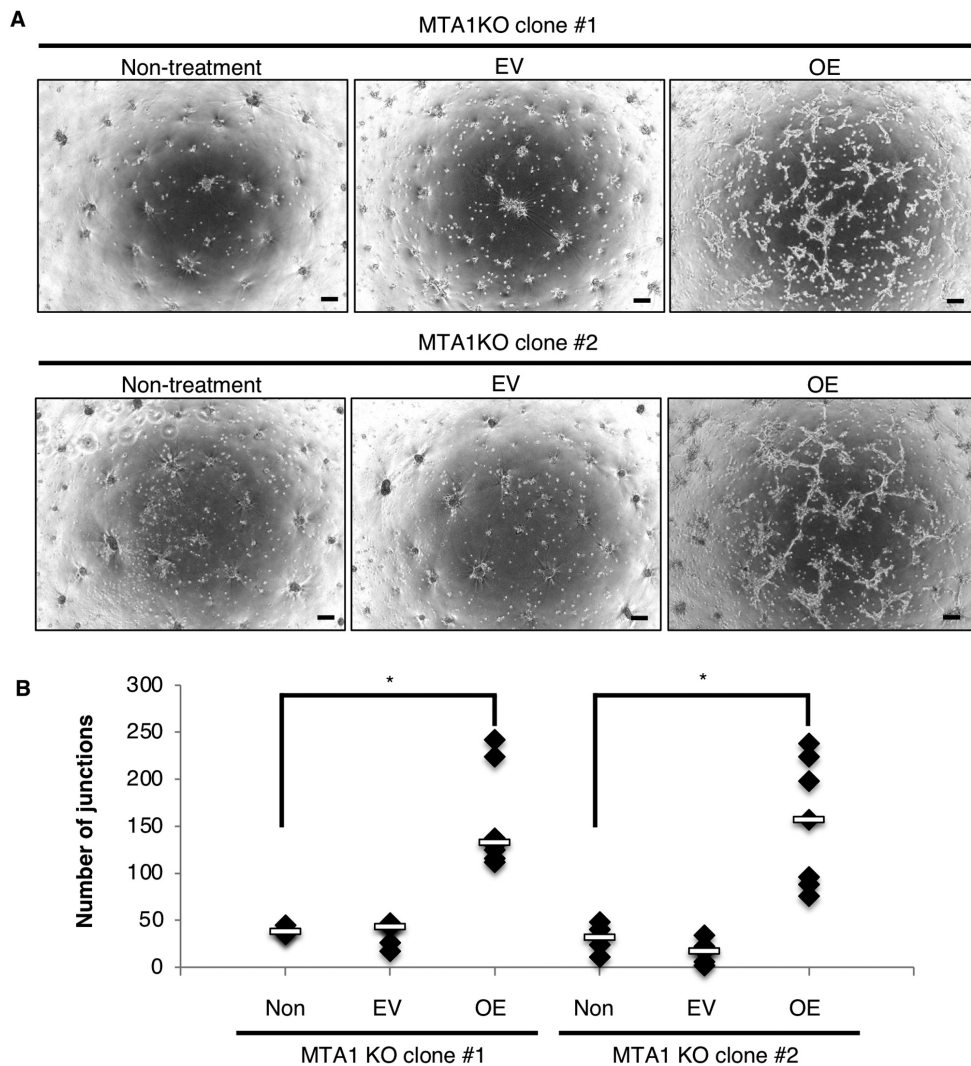 A
MTA1KO clone #1
Non-treatment EV OE
MTA1KO clone #2
Non-treatment EV OE
B
Number of junctions
300
250
200
150
100
50
0
* *
Non EV OE Non EV OE
MTA1 KO clone #1 MTA1 KO clone #2